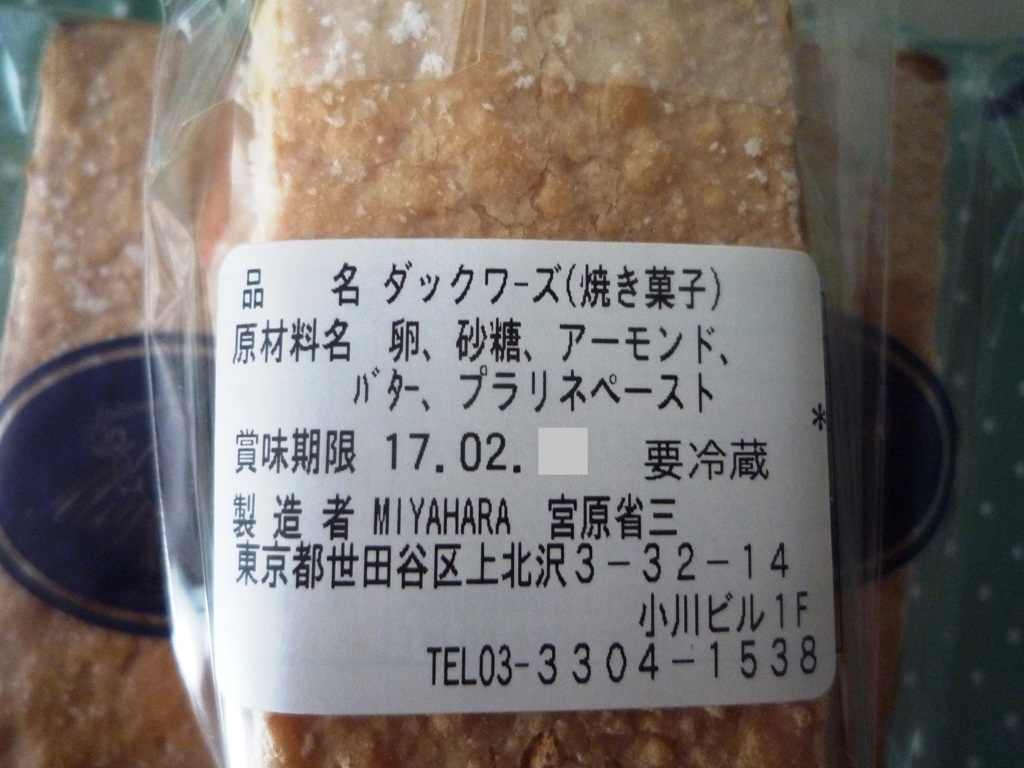 品 名 ダックワーズ(焼き菓子)
原材料名 卵、砂糖、アーモンド、
バター、プラリネペースト
賞味期限 17.02. 要冷蔵
*
製造者 MIYAHARA 宮原省三
東京都世田谷区上北沢3-32-14
小川ビル1F
TEL03-3304-1538